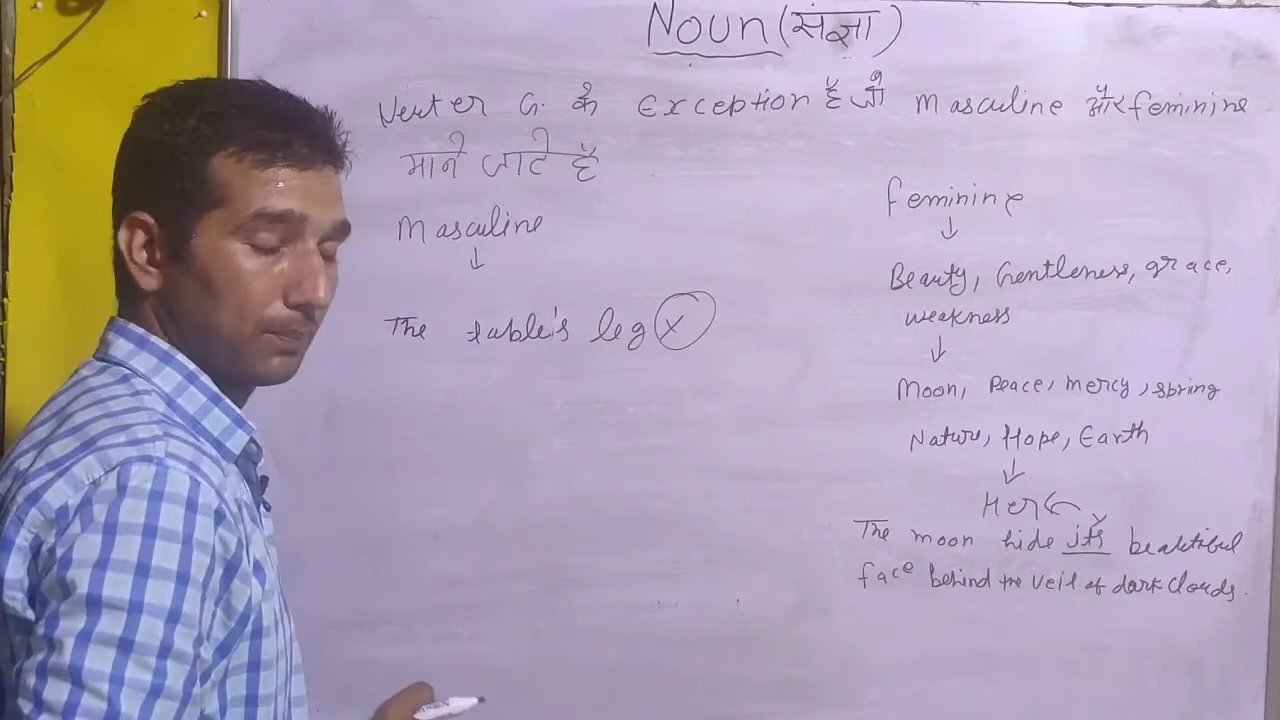 Noun (संज्ञा)
Neuter G. के Exception है जो Masculine और feminine
माने जाते है
Masculine
↓
The table's leg (×)
feminine
↓
Beauty, Gentleness, grace,
weakness
↓
Moon, Peace, mercy, spring
Nature, Hope, Earth
↓
Her
The moon hide its beautiful
face behind the veil of dark clouds.